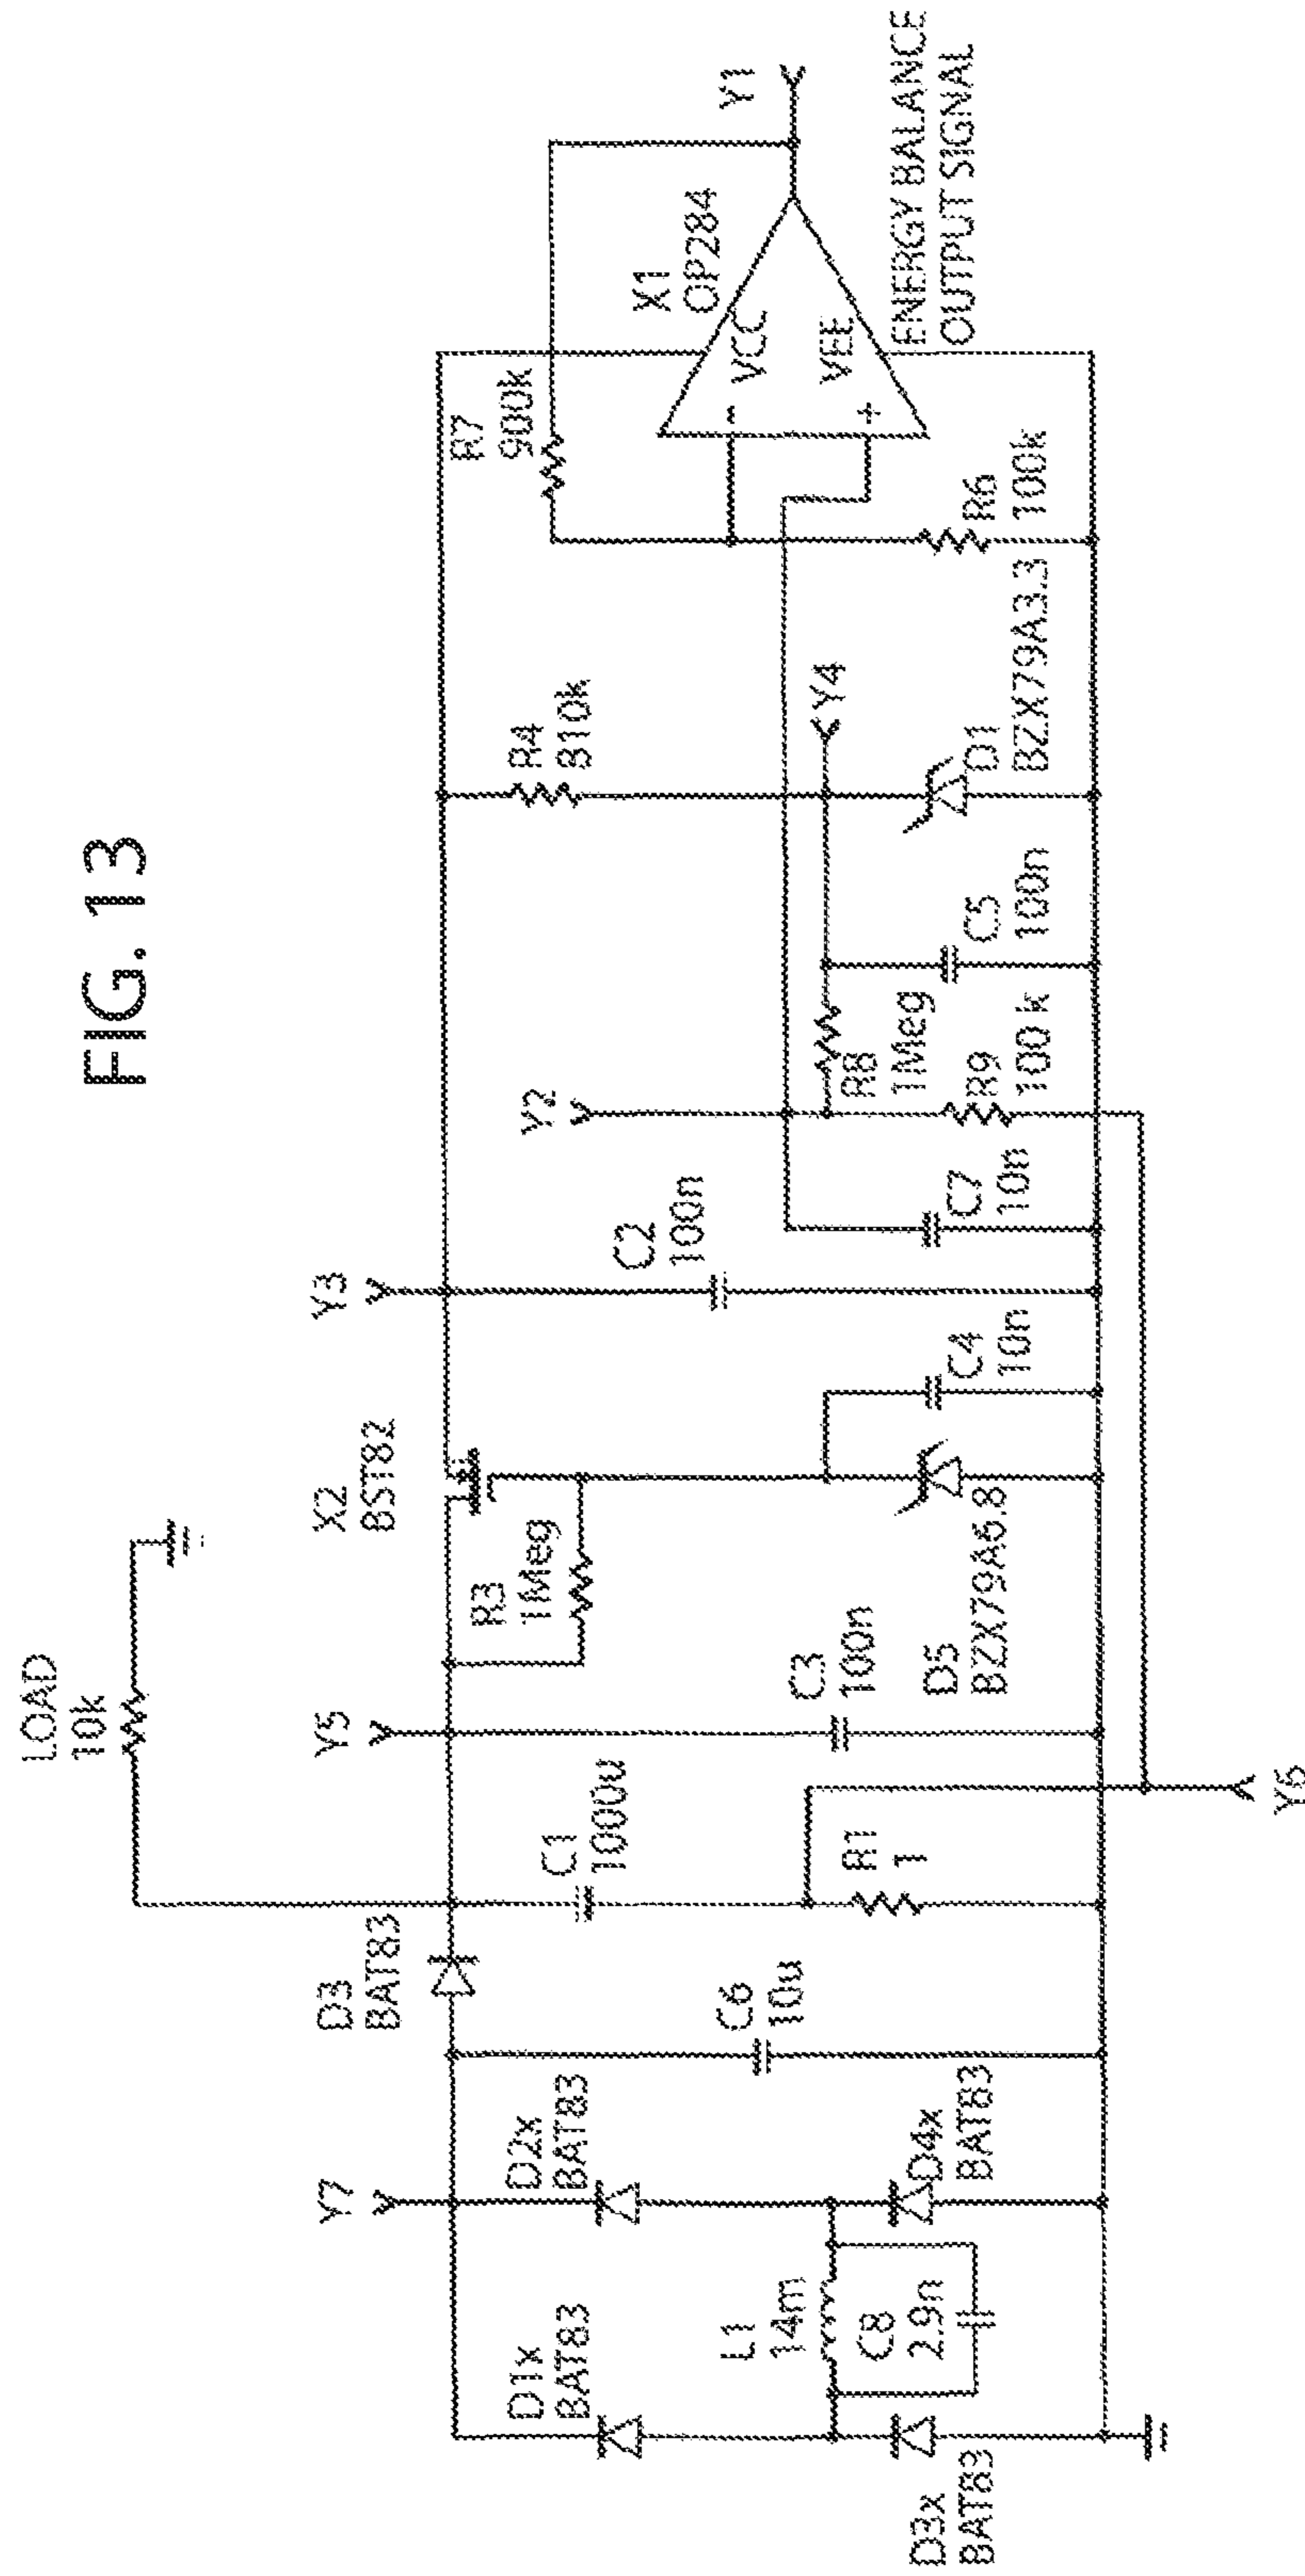 FIG. 13
LOAD
10k
D1x
BAT83
D3x
BAT83
L1
14m
C8
2.9n
Y7
D2x
BAT83
D4x
BAT83
C6
10u
D3
BAT83
C1
1000u
R1
1
Y6
Y5
C3
100n
R3
1Meg
X2
BST82
D5
BZX79A6.8
C4
10n
Y3
C2
100n
C7
10n
Y2
R8
1Meg
R9
100 k
C5
100n
R4
810k
Y4
D1
BZX79A3.3
R7
900k
R6
100k
X1
OP284
-
VCC
VEE
+
Y1
ENERGY BALANCE
OUTPUT SIGNAL